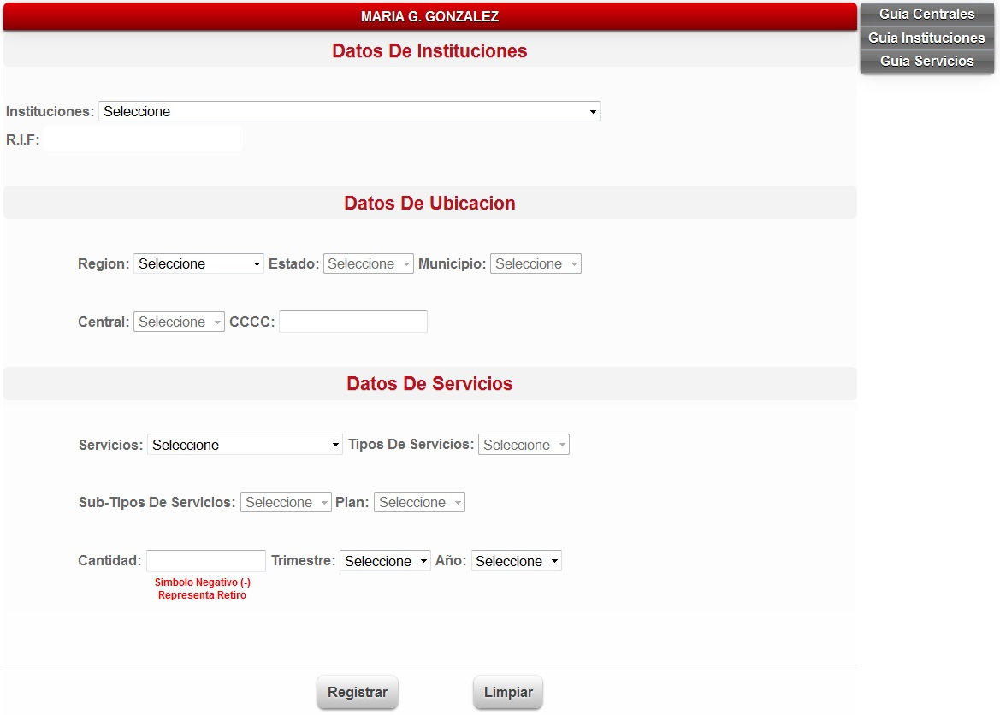 MARIA G. GONZALEZ
Guia Centrales
Guia Instituciones
Guia Servicios
Datos De Instituciones
Instituciones: Seleccione
R.I.F:
Datos De Ubicacion
Region: Seleccione Estado: Seleccione Municipio: Seleccione
Central: Seleccione CCCC:
Datos De Servicios
Servicios: Seleccione Tipos De Servicios: Seleccione
Sub-Tipos De Servicios: Seleccione Plan: Seleccione
Cantidad: Trimestre: Seleccione Año: Seleccione
Simbolo Negativo (-)
Representa Retiro
Registrar Limpiar